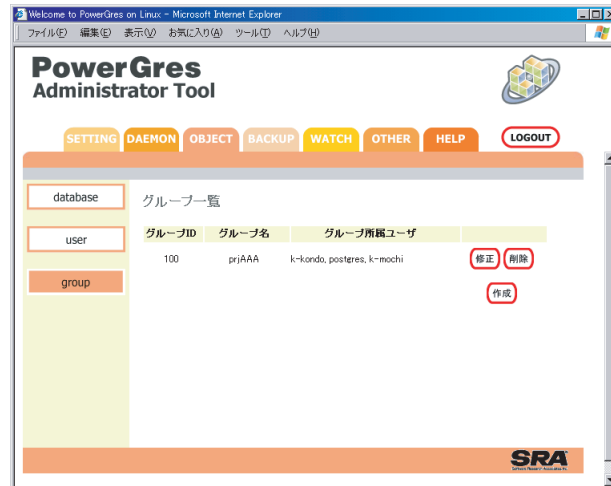 Welcome to PowerGres on Linux - Microsoft Internet Explorer
ファイル(F) 編集(E) 表示(V) お気に入り(A) ツール(T) ヘルプ(H)
PowerGres
Administrator Tool
SETTING DAEMON OBJECT BACKUP WATCH OTHER HELP LOGOUT
database
グループ一覧
user
グループID グループ名 グループ所属ユーザ
100 prjAAA k-kondo, postgres, k-mochi 修正 削除
group
作成
SRA